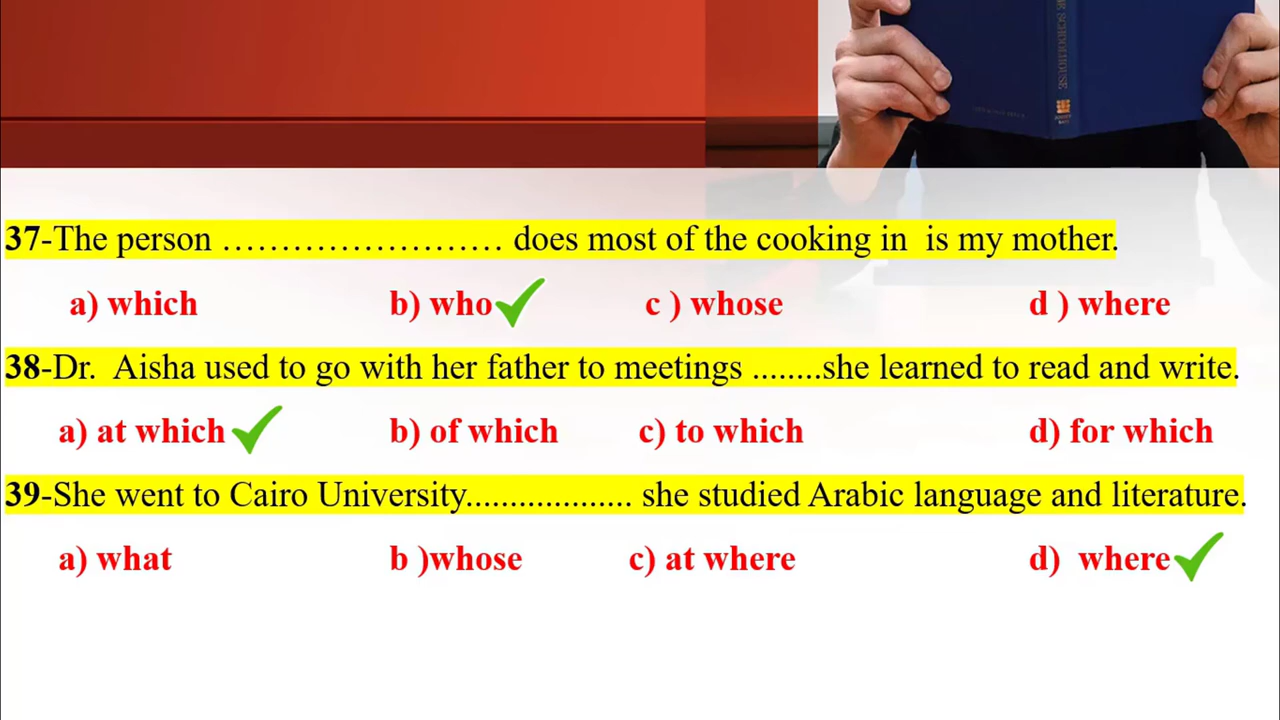 37-The person ........................ does most of the cooking in is my mother.
a) which b) who c ) whose d ) where
38-Dr. Aisha used to go with her father to meetings ........she learned to read and write.
a) at which b) of which c) to which d) for which
39-She went to Cairo University................... she studied Arabic language and literature.
a) what b )whose c) at where d) where